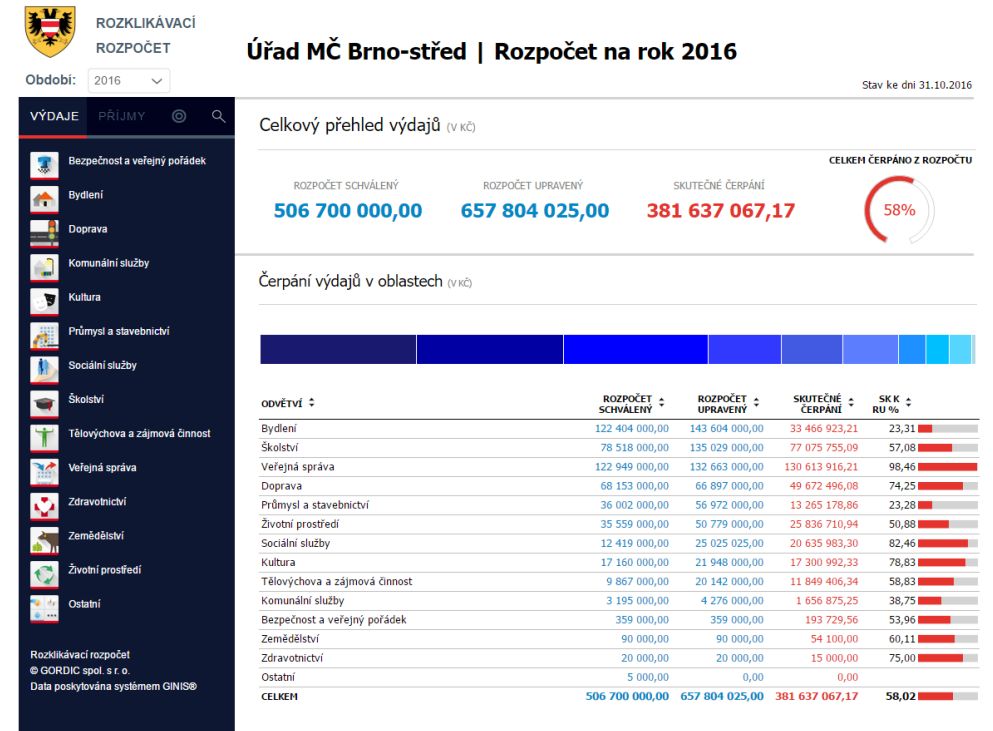 ROZKLIKÁVACÍ
ROZPOČET
Úřad MČ Brno-střed | Rozpočet na rok 2016
Období: 2016
Stav ke dni 31.10.2016
VÝDAJE PŘÍJMY
Bezpečnost a veřejný pořádek
Bydlení
Doprava
Komunální služby
Kultura
Průmysl a stavebnictví
Sociální služby
Školství
Tělovýchova a zájmová činnost
Veřejná správa
Zdravotnictví
Zemědělství
Životní prostředí
Ostatní
Rozklikávací rozpočet
© GORDIC spol. s r. o.
Data poskytována systémem GINIS®
Celkový přehled výdajů (V KČ)
CELKEM ČERPÁNO Z ROZPOČTU
ROZPOČET SCHVÁLENÝ ROZPOČET UPRAVENÝ SKUTEČNÉ ČERPÁNÍ
506 700 000,00 657 804 025,00 381 637 067,17 58%
Čerpání výdajů v oblastech (V KČ)
ODVĚTVÍ ROZPOČET SCHVÁLENÝ ROZPOČET UPRAVENÝ SKUTEČNÉ ČERPÁNÍ SK K RU %
Bydlení 122 404 000,00 143 604 000,00 33 466 923,21 23,31
Školství 78 518 000,00 135 029 000,00 77 075 755,09 57,08
Veřejná správa 122 949 000,00 132 663 000,00 130 613 916,21 98,46
Doprava 68 153 000,00 66 897 000,00 49 672 496,08 74,25
Průmysl a stavebnictví 36 002 000,00 56 972 000,00 13 265 178,86 23,28
Životní prostředí 35 559 000,00 50 779 000,00 25 836 710,94 50,88
Sociální služby 12 419 000,00 25 025 025,00 20 635 983,30 82,46
Kultura 17 160 000,00 21 948 000,00 17 300 992,33 78,83
Tělovýchova a zájmová činnost 9 867 000,00 20 142 000,00 11 849 406,34 58,83
Komunální služby 3 195 000,00 4 276 000,00 1 656 875,25 38,75
Bezpečnost a veřejný pořádek 359 000,00 359 000,00 193 729,56 53,96
Zemědělství 90 000,00 90 000,00 54 100,00 60,11
Zdravotnictví 20 000,00 20 000,00 15 000,00 75,00
Ostatní 5 000,00 0,00 0,00
CELKEM 506 700 000,00 657 804 025,00 381 637 067,17 58,02